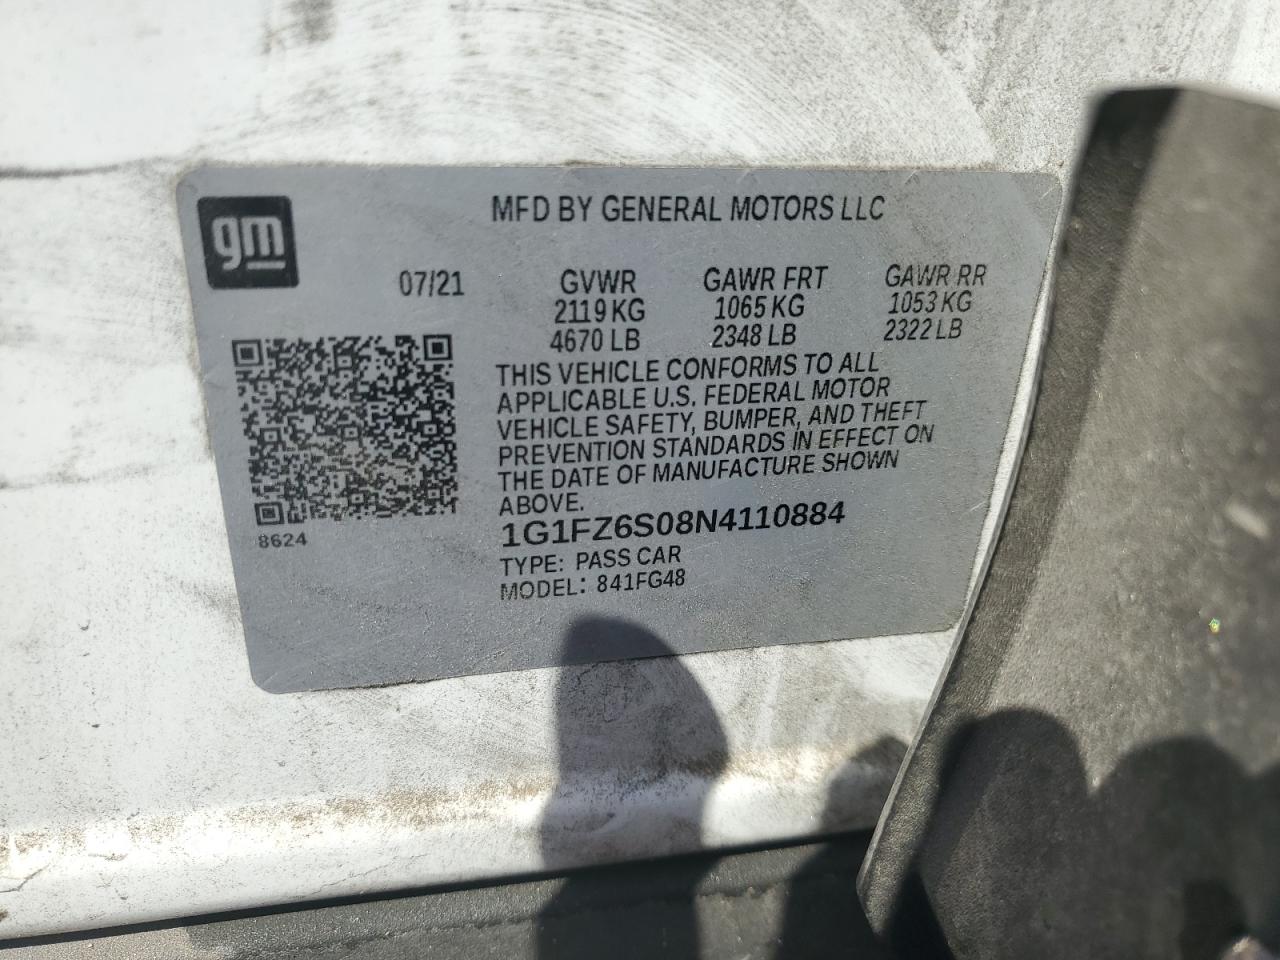 gm
MFD BY GENERAL MOTORS LLC
07/21 GVWR GAWR FRT GAWR RR
2119 KG 1065 KG 1053 KG
4670 LB 2348 LB 2322 LB
THIS VEHICLE CONFORMS TO ALL
APPLICABLE U.S. FEDERAL MOTOR
VEHICLE SAFETY, BUMPER, AND THEFT
PREVENTION STANDARDS IN EFFECT ON
THE DATE OF MANUFACTURE SHOWN
ABOVE.
1G1FZ6S08N4110884
TYPE: PASS CAR
MODEL: 841FG48
8624